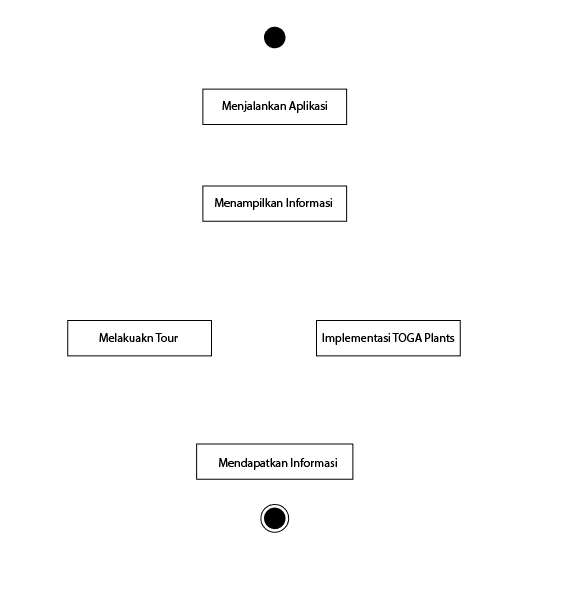 Menjalankan Aplikasi
Menampilkan Informasi
Melakuakn Tour
Implementasi TOGA Plants
Mendapatkan Informasi